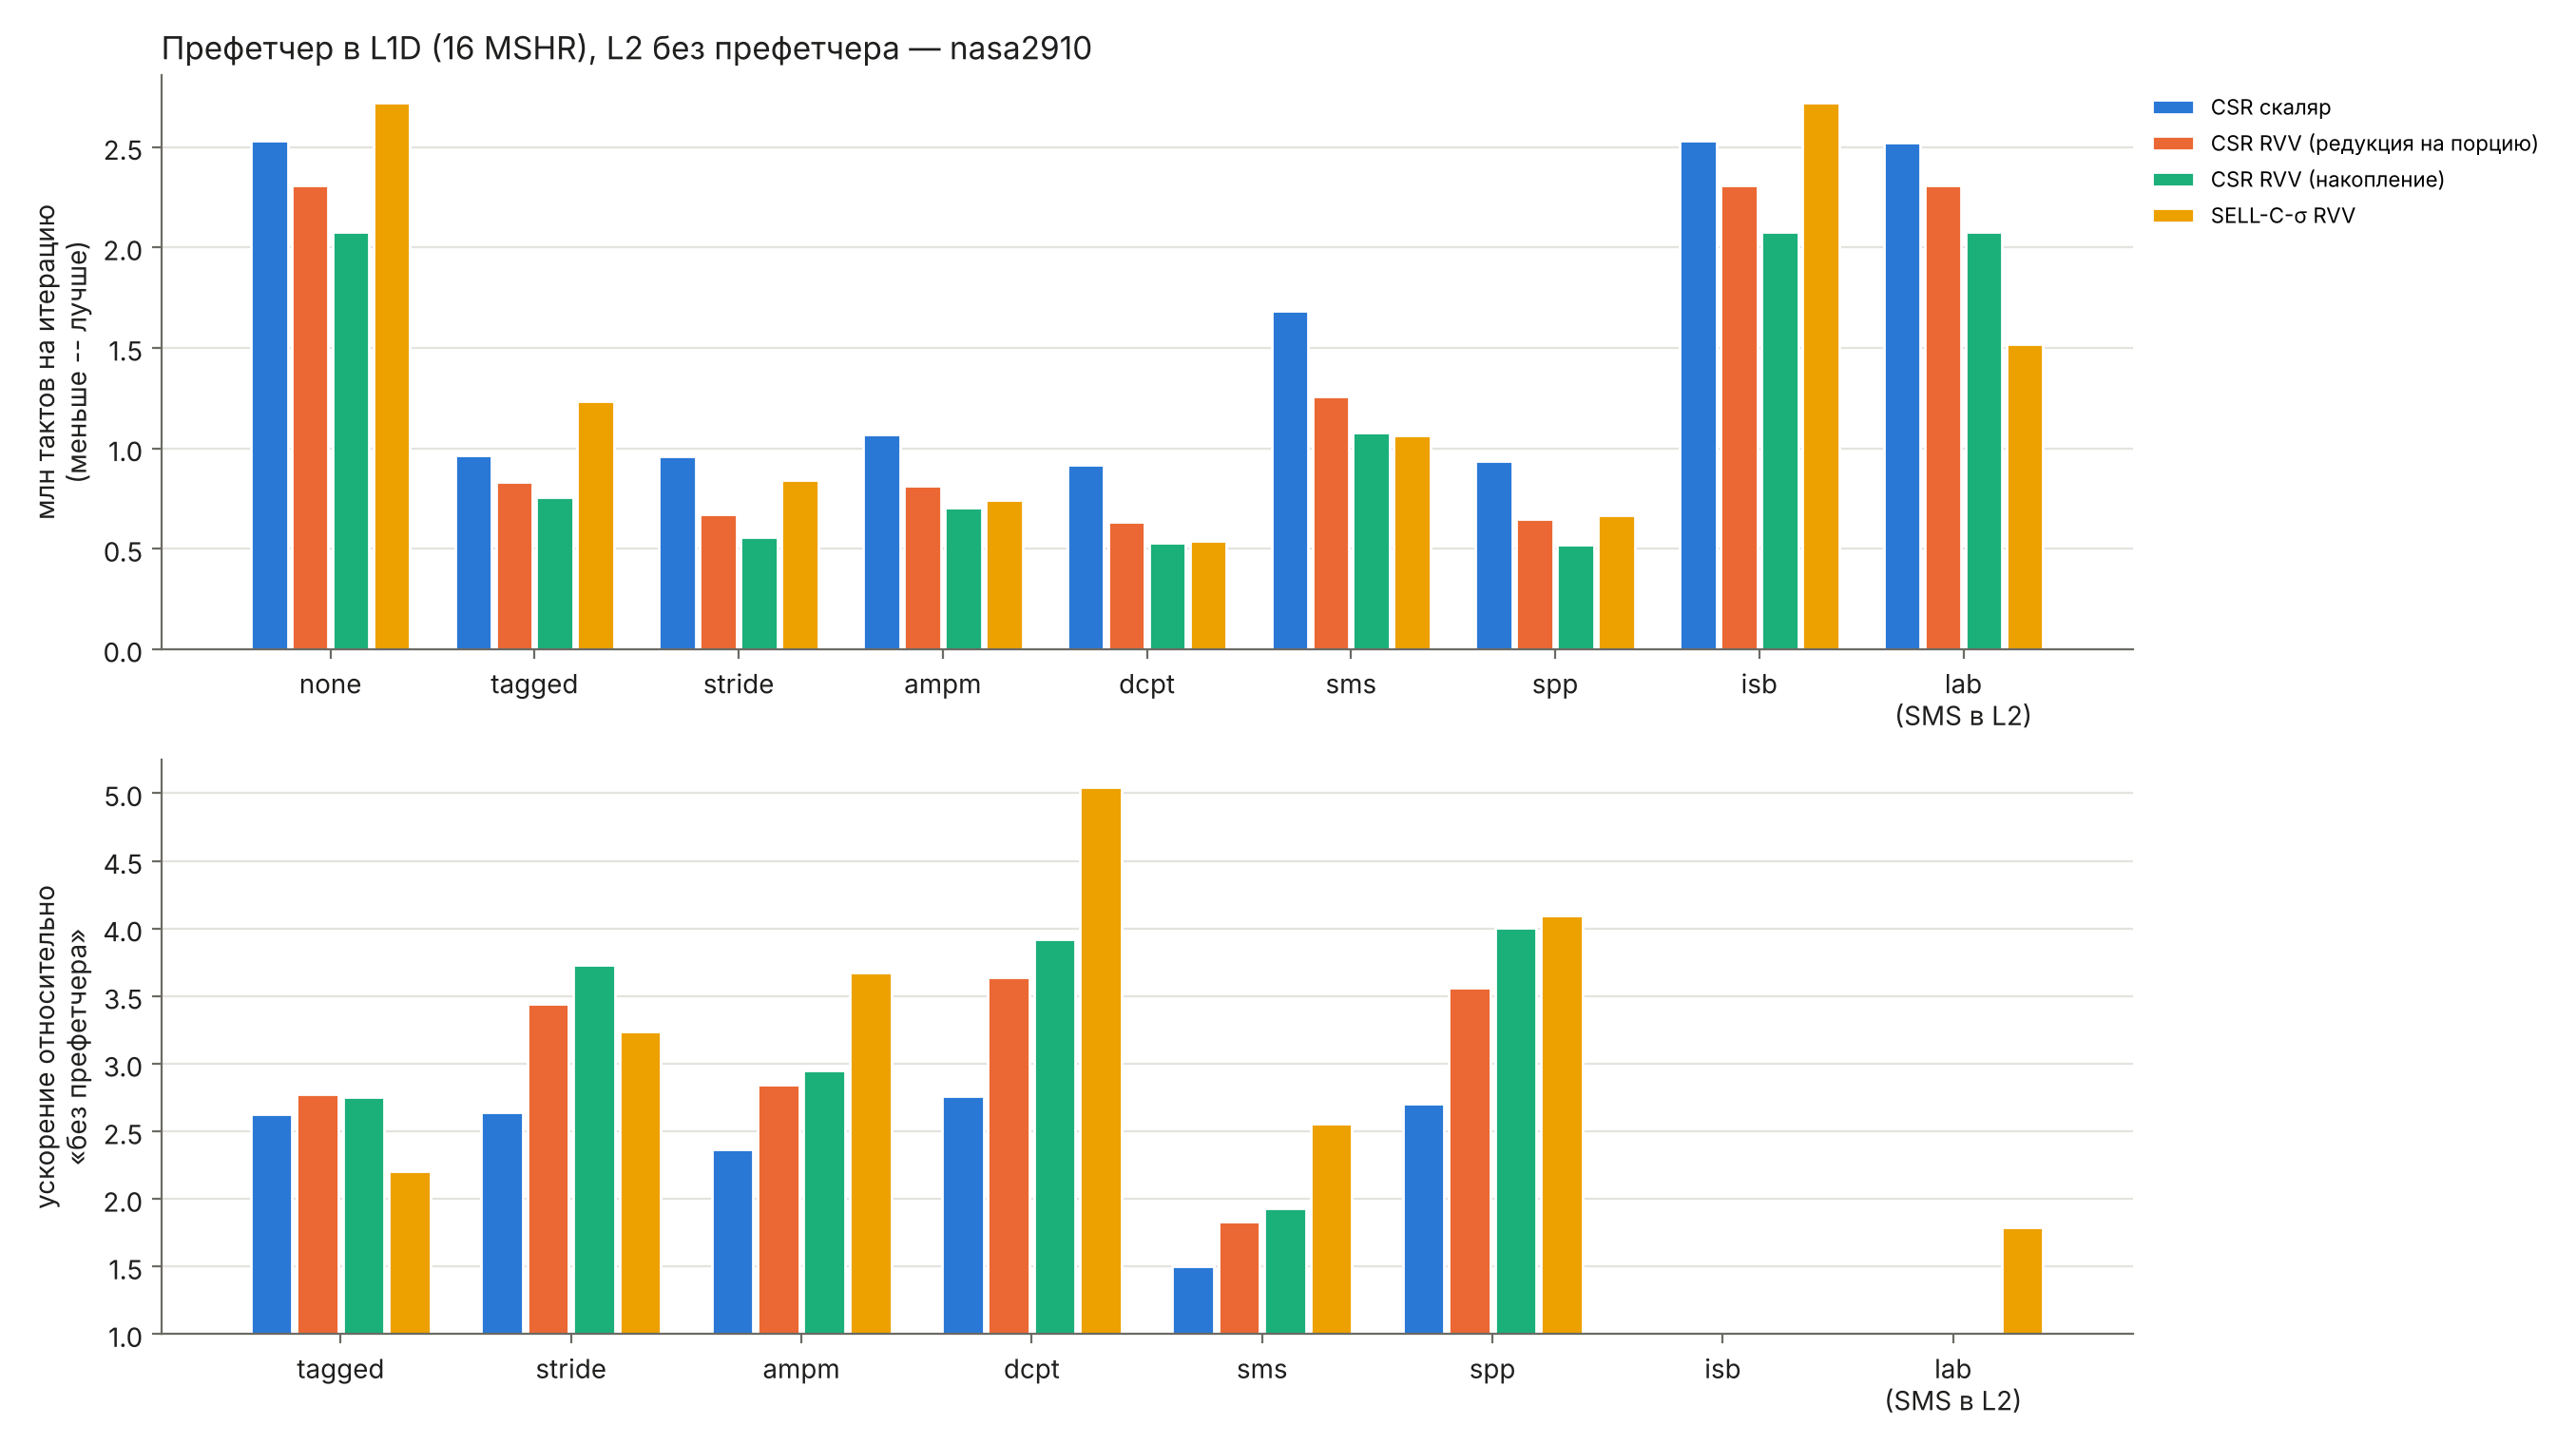 Префетчер в L1D (16 MSHR), L2 без префетчера — nasa2910
млн тактов на итерацию
(меньше -- лучше)
2.5
2.0
1.5
1.0
0.5
0.0
none
tagged
stride
ampm
dcpt
sms
spp
isb
lab
(SMS в L2)
CSR скаляр
CSR RVV (редукция на порцию)
CSR RVV (накопление)
SELL-C-σ RVV
ускорение относительно
«без префетчера»
5.0
4.5
4.0
3.5
3.0
2.5
2.0
1.5
1.0
tagged
stride
ampm
dcpt
sms
spp
isb
lab
(SMS в L2)